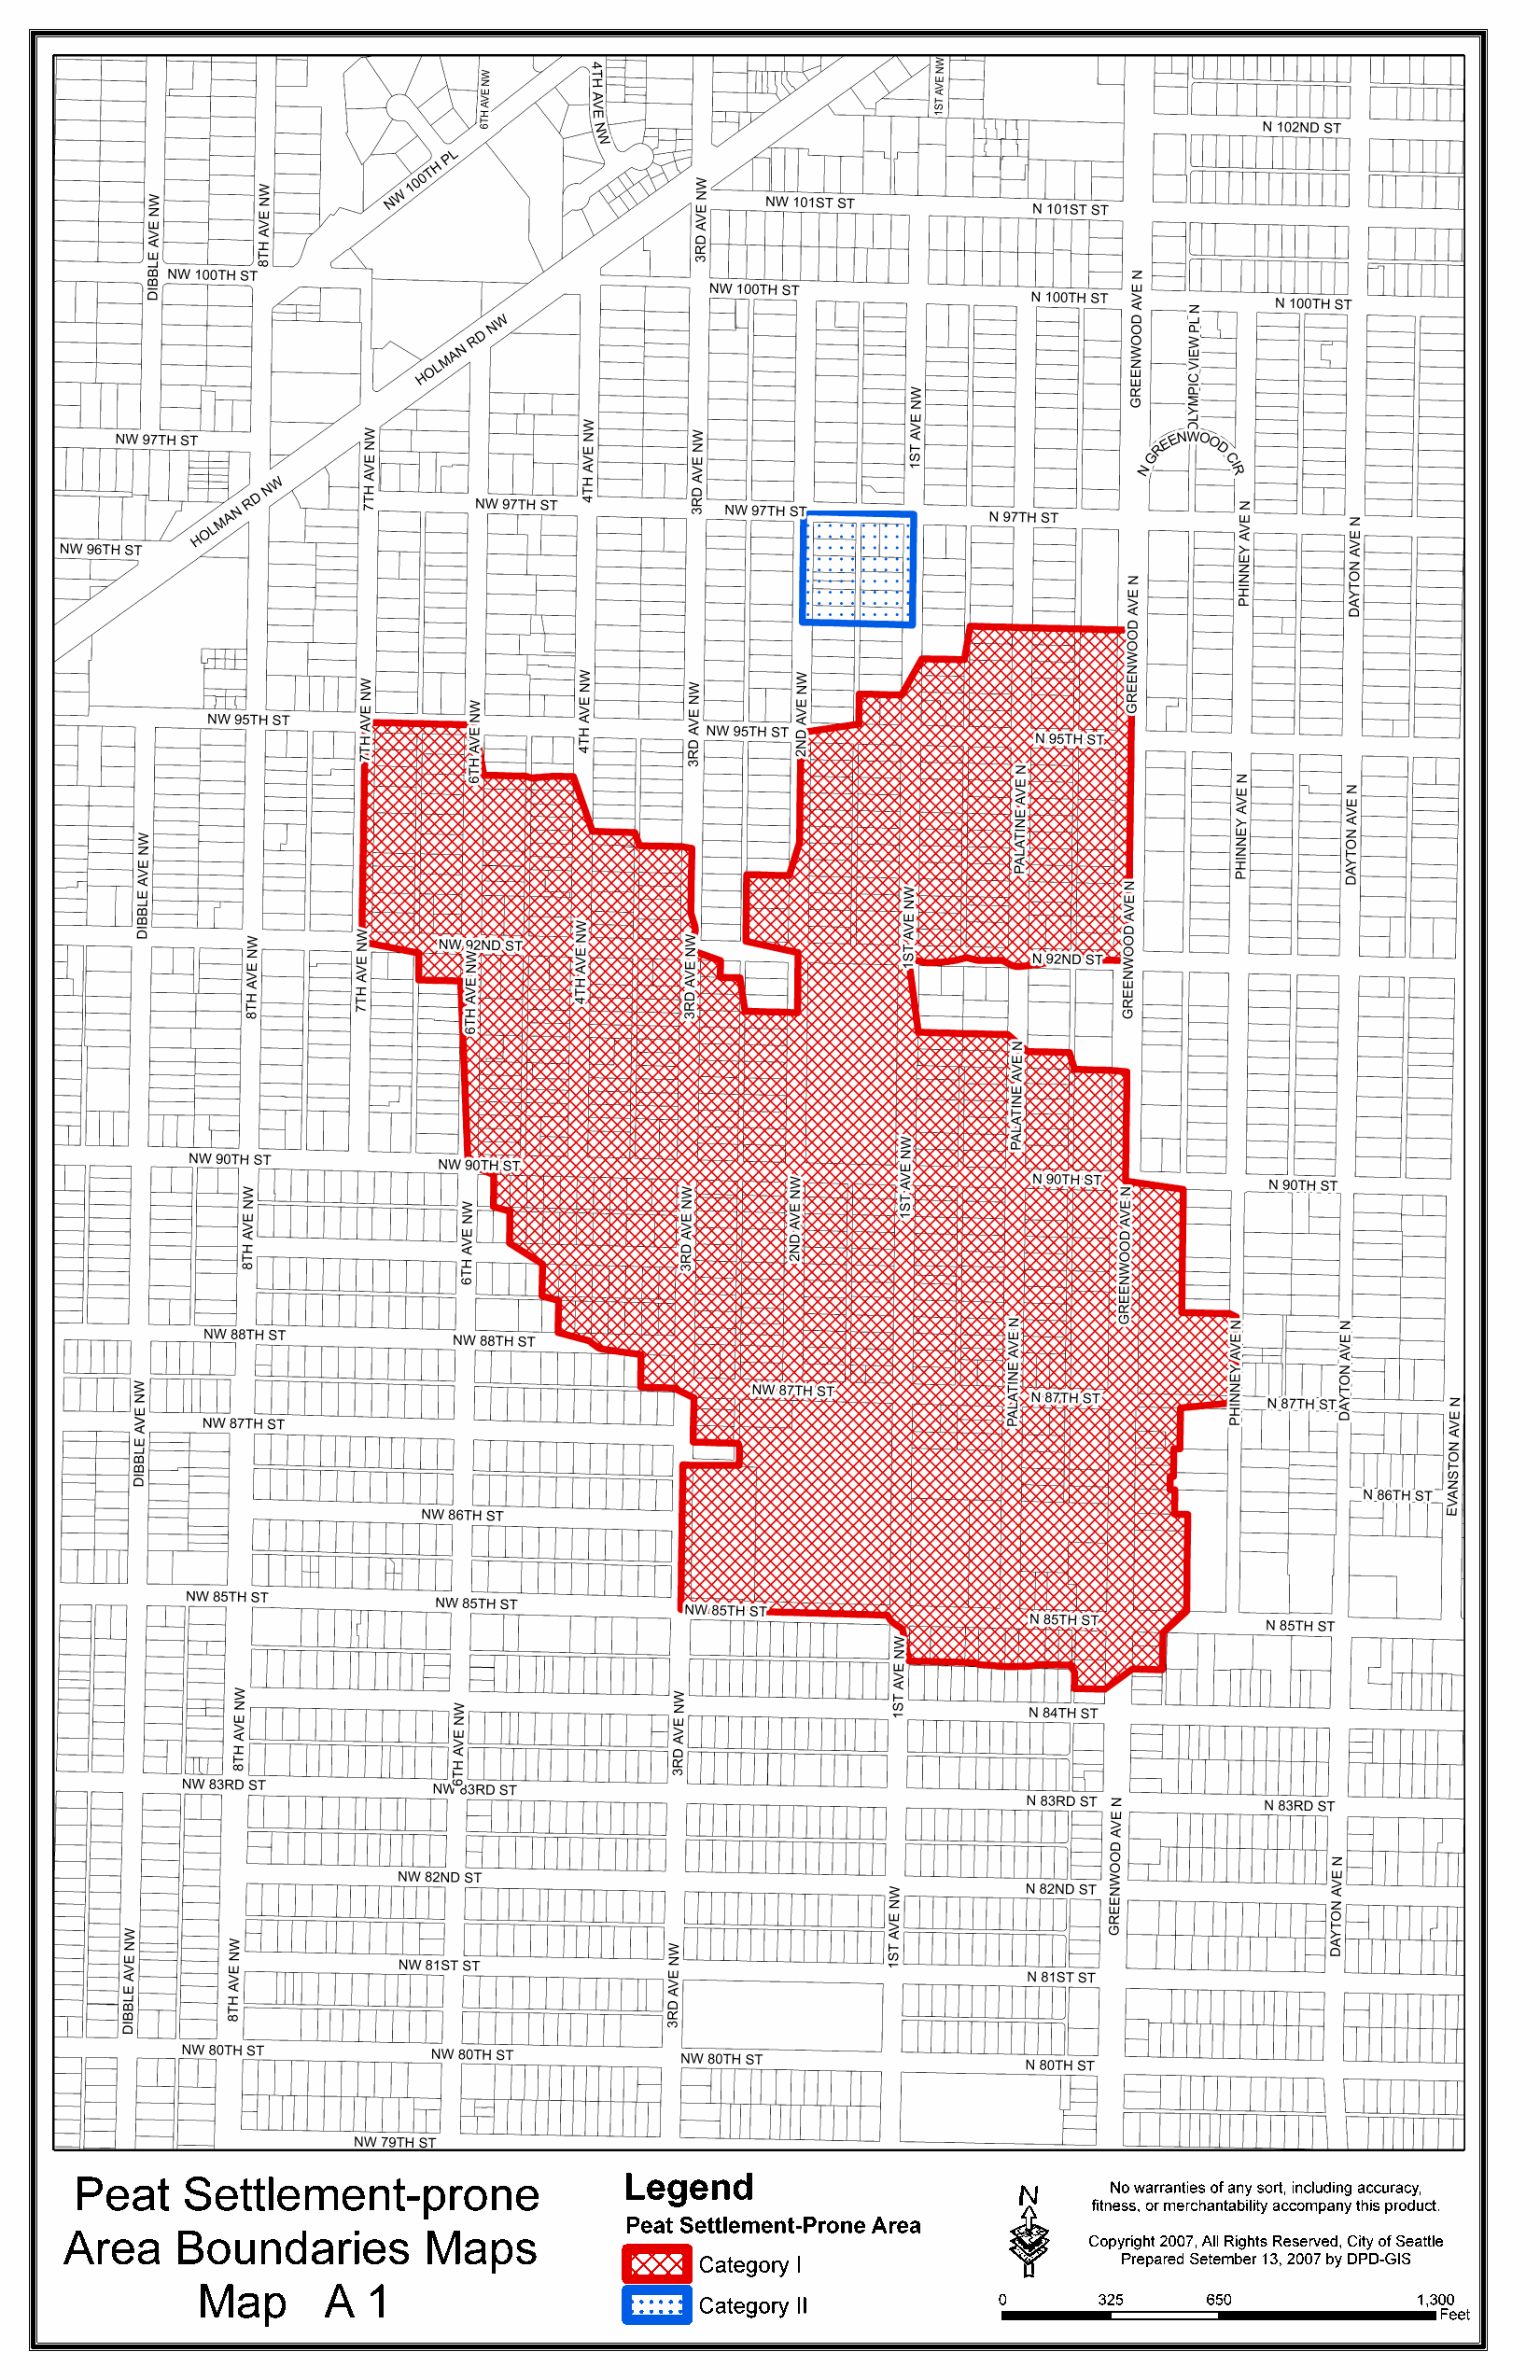 6TH AVE NW
4TH AVE NW
1ST AVE NW
N 102ND ST
NW 100TH PL
DIBBLE AVE NW
8TH AVE NW
3RD AVE NW
NW 101ST ST
N 101ST ST
NW 100TH ST
NW 100TH ST
N 100TH ST
N 100TH ST
GREENWOOD AVE N
OLYMPIC VIEW PL N
HOLMAN RD NW
1ST AVE NW
N GREENWOOD CIR
NW 97TH ST
7TH AVE NW
4TH AVE NW
3RD AVE NW
HOLMAN RD NW
NW 97TH ST
NW 97TH ST
N 97TH ST
PHINNEY AVE N
DAYTON AVE N
NW 96TH ST
GREENWOOD AVE N
7TH AVE NW
6TH AVE NW
4TH AVE NW
3RD AVE NW
2ND AVE NW
NW 95TH ST
NW 95TH ST
N 95TH ST
PALATINE AVE N
PHINNEY AVE N
DAYTON AVE N
DIBBLE AVE NW
1ST AVE NW
GREENWOOD AVE N
8TH AVE NW
7TH AVE NW
NW 92ND ST
6TH AVE NW
4TH AVE NW
3RD AVE NW
N 92ND ST
PALATINE AVE N
1ST AVE NW
NW 90TH ST
NW 90TH ST
N 90TH ST
N 90TH ST
8TH AVE NW
6TH AVE NW
3RD AVE NW
2ND AVE NW
GREENWOOD AVE N
NW 88TH ST
NW 88TH ST
PALATINE AVE N
PHINNEY AVE N
DAYTON AVE N
DIBBLE AVE NW
NW 87TH ST
N 87TH ST
N 87TH ST
EVANSTON AVE N
NW 87TH ST
N 86TH ST
NW 86TH ST
NW 85TH ST
NW 85TH ST
NW 85TH ST
N 85TH ST
N 85TH ST
1ST AVE NW
8TH AVE NW
6TH AVE NW
3RD AVE NW
N 84TH ST
NW 83RD ST
NW 83RD ST
N 83RD ST
N 83RD ST
GREENWOOD AVE N
NW 82ND ST
N 82ND ST
1ST AVE NW
DAYTON AVE N
DIBBLE AVE NW
8TH AVE NW
3RD AVE NW
NW 81ST ST
N 81ST ST
NW 80TH ST
NW 80TH ST
NW 80TH ST
N 80TH ST
NW 79TH ST
Peat Settlement-prone
Area Boundaries Maps
Map A 1
Legend
Peat Settlement-Prone Area
Category I
Category II
N
No warranties of any sort, including accuracy,
fitness, or merchantability accompany this product.
Copyright 2007, All Rights Reserved, City of Seattle
Prepared Setember 13, 2007 by DPD-GIS
0 325 650 1,300
Feet